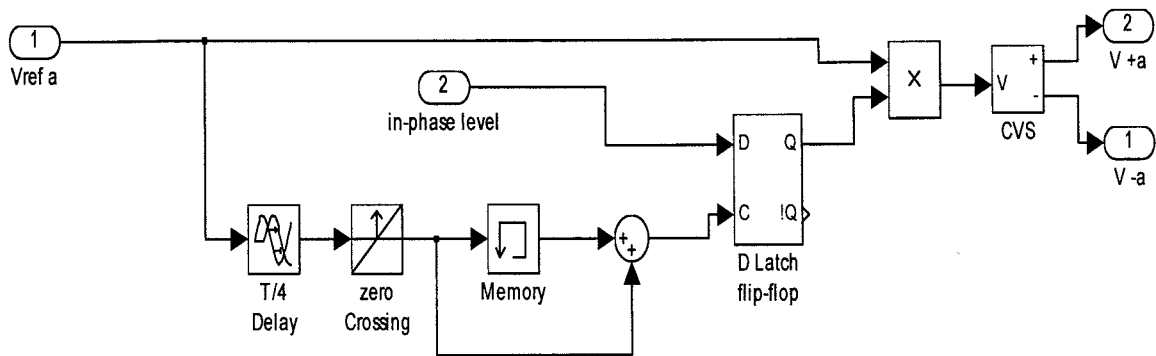 1
Vref a
2
in-phase level
X
V
+
-
CVS
2
V +a
1
V -a
D
Q
C
!Q
D Latch
flip-flop
T/4
Delay
zero
Crossing
Memory
+
+